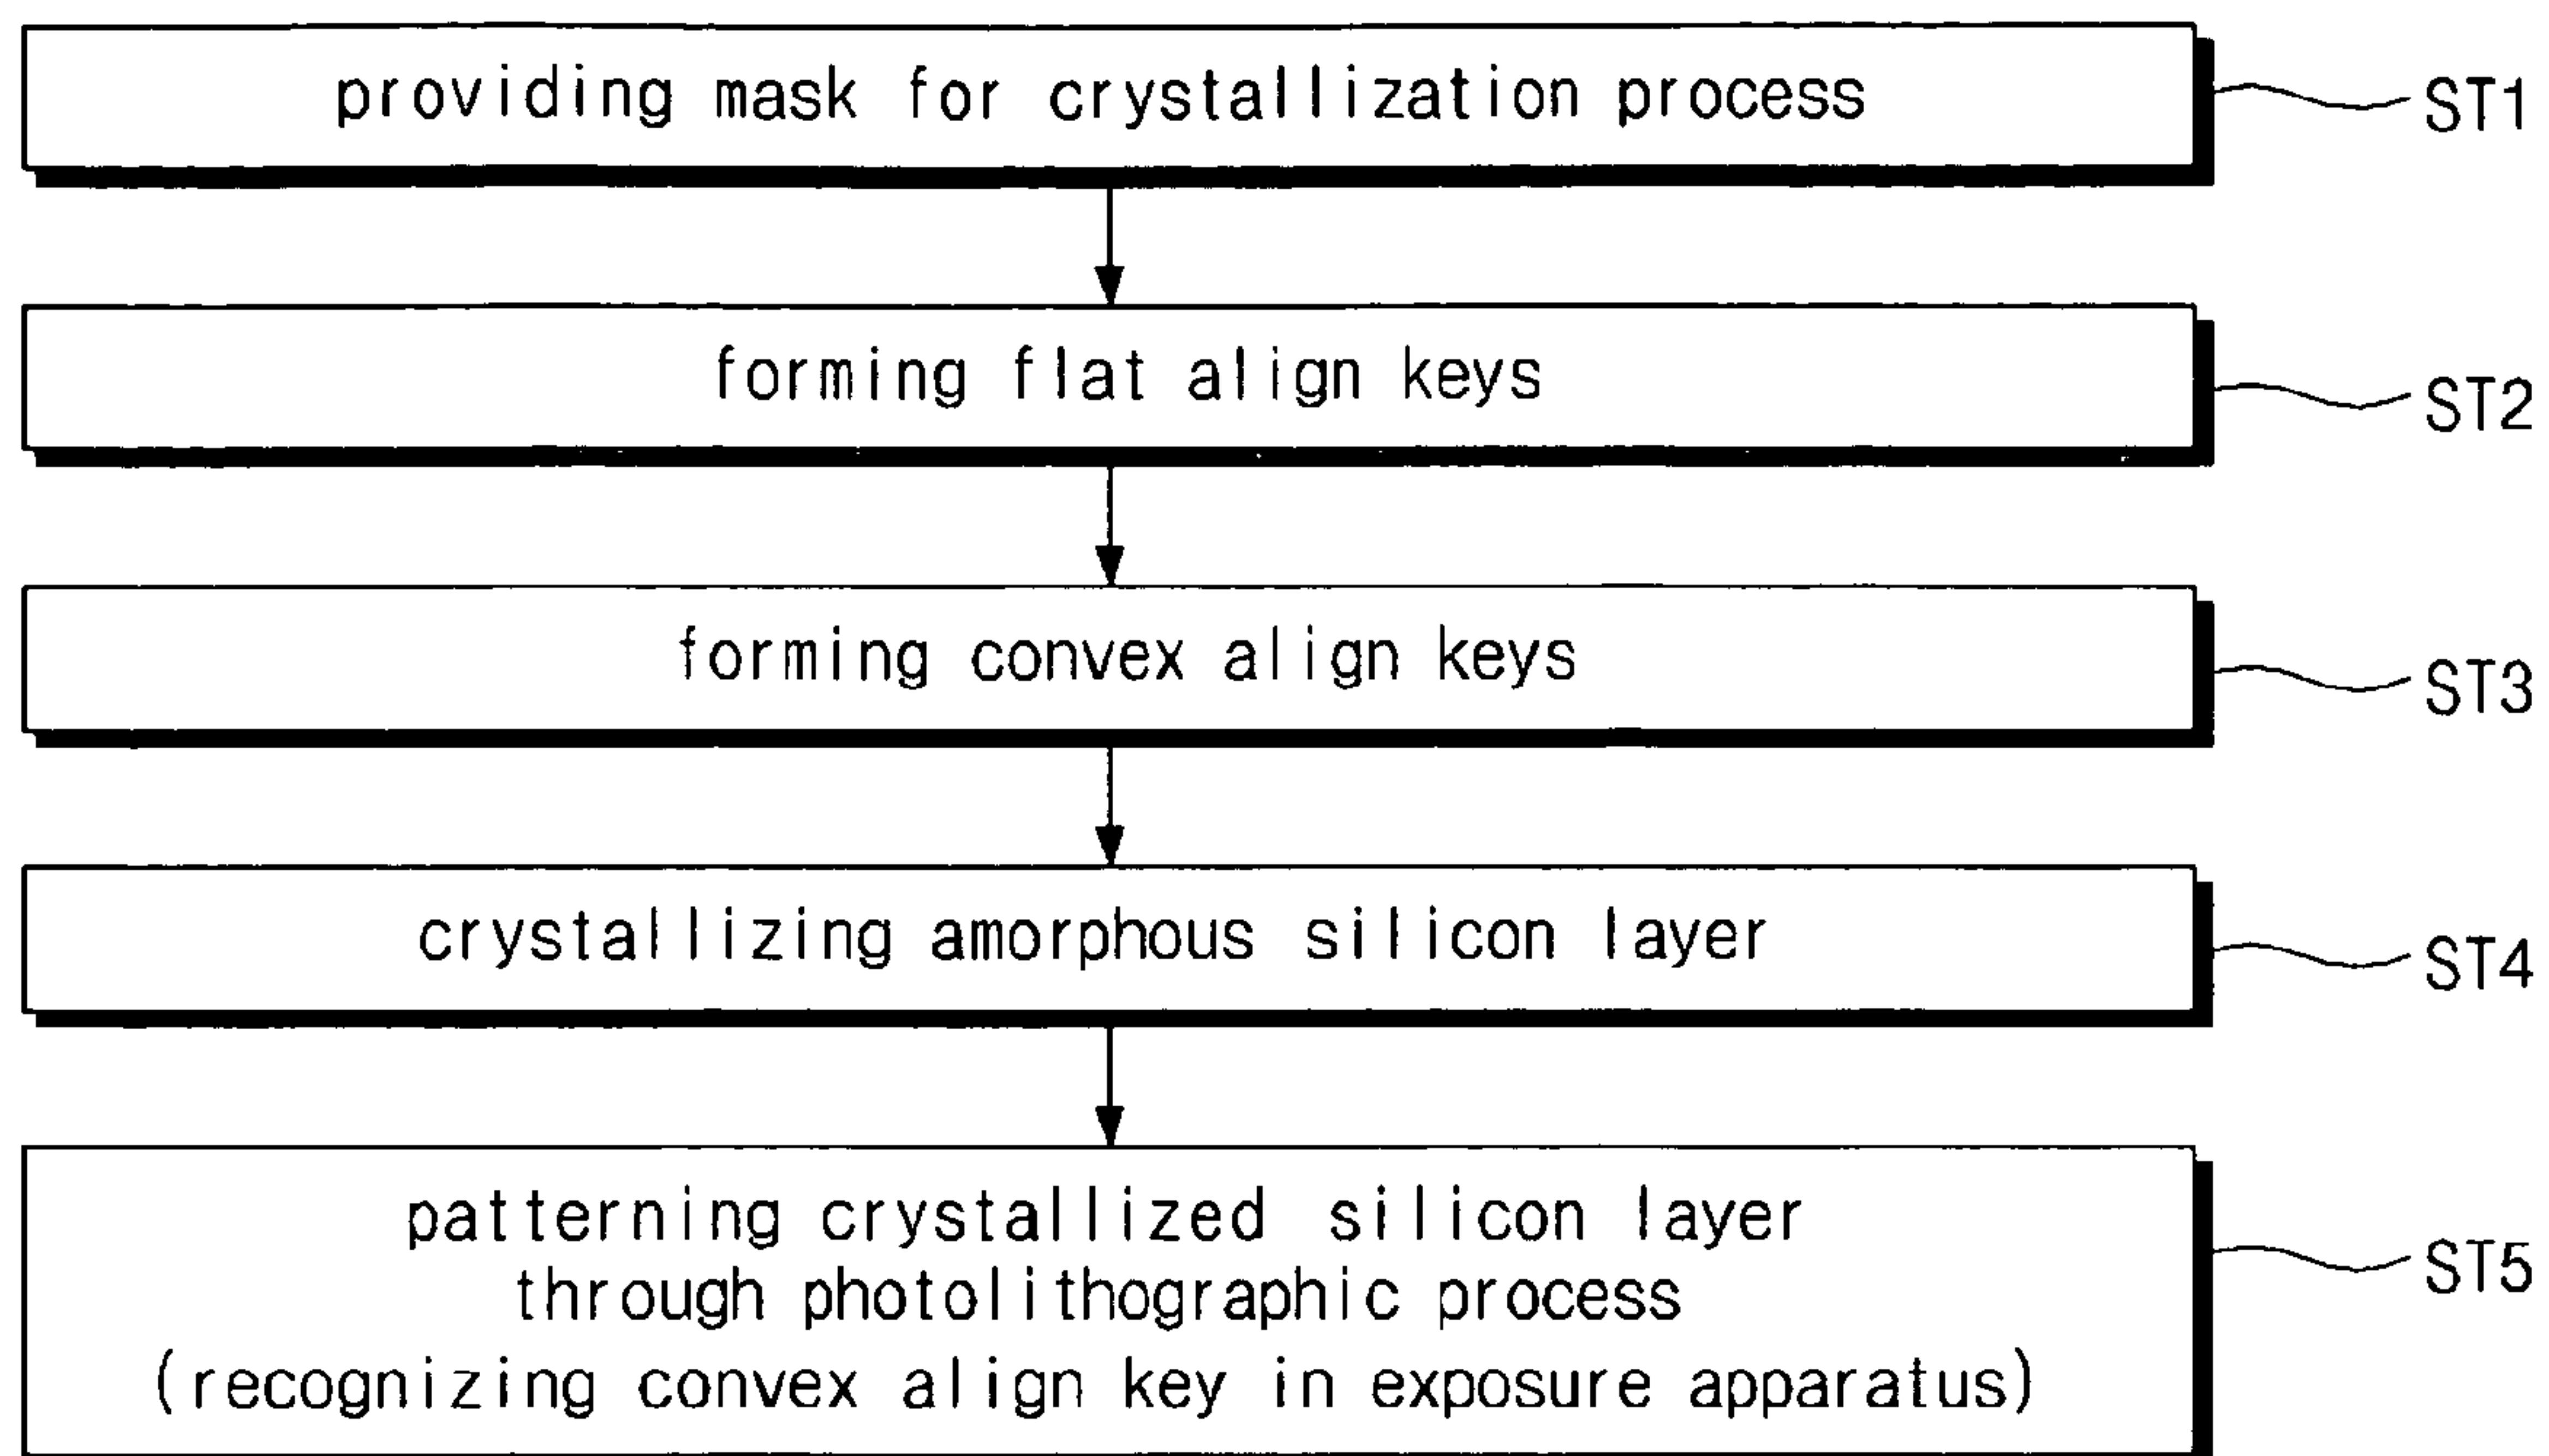 providing mask for crystallization process
ST1
forming flat align keys
ST2
forming convex align keys
ST3
crystallizing amorphous silicon layer
ST4
patterning crystallized silicon layer
through photolithographic process
(recognizing convex align key in exposure apparatus)
ST5